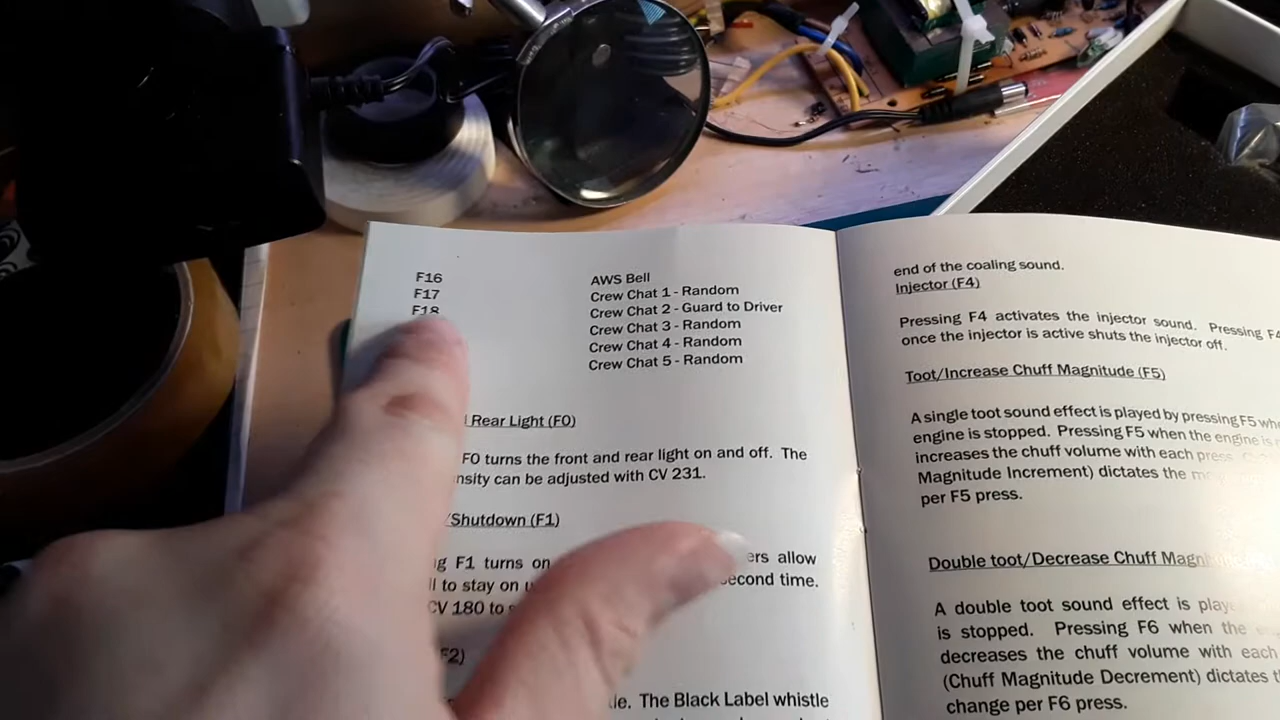 F16 AWS Bell
F17 Crew Chat 1 - Random
F18 Crew Chat 2 - Guard to Driver
Crew Chat 3 - Random
Crew Chat 4 - Random
Crew Chat 5 - Random
Rear Light (F0)
F0 turns the front and rear light on and off. The
can be adjusted with CV 231.
/Shutdown (F1)
F1 turns on allow
to stay on second time.
CV 180 to
F2)
The Black Label whistle
end of the coaling sound.
Injector (F4)
Pressing F4 activates the injector sound. Pressing F4
once the injector is active shuts the injector off.
Toot/Increase Chuff Magnitude (F5)
A single toot sound effect is played by pressing F5
engine is stopped. Pressing F5 when the engine is
increases the chuff volume with each press.
Magnitude Increment) dictates the
per F5 press.
Double toot/Decrease Chuff
A double toot sound effect is
is stopped. Pressing F6 when the
decreases the chuff volume with each
(Chuff Magnitude Decrement) dictates
change per F6 press.